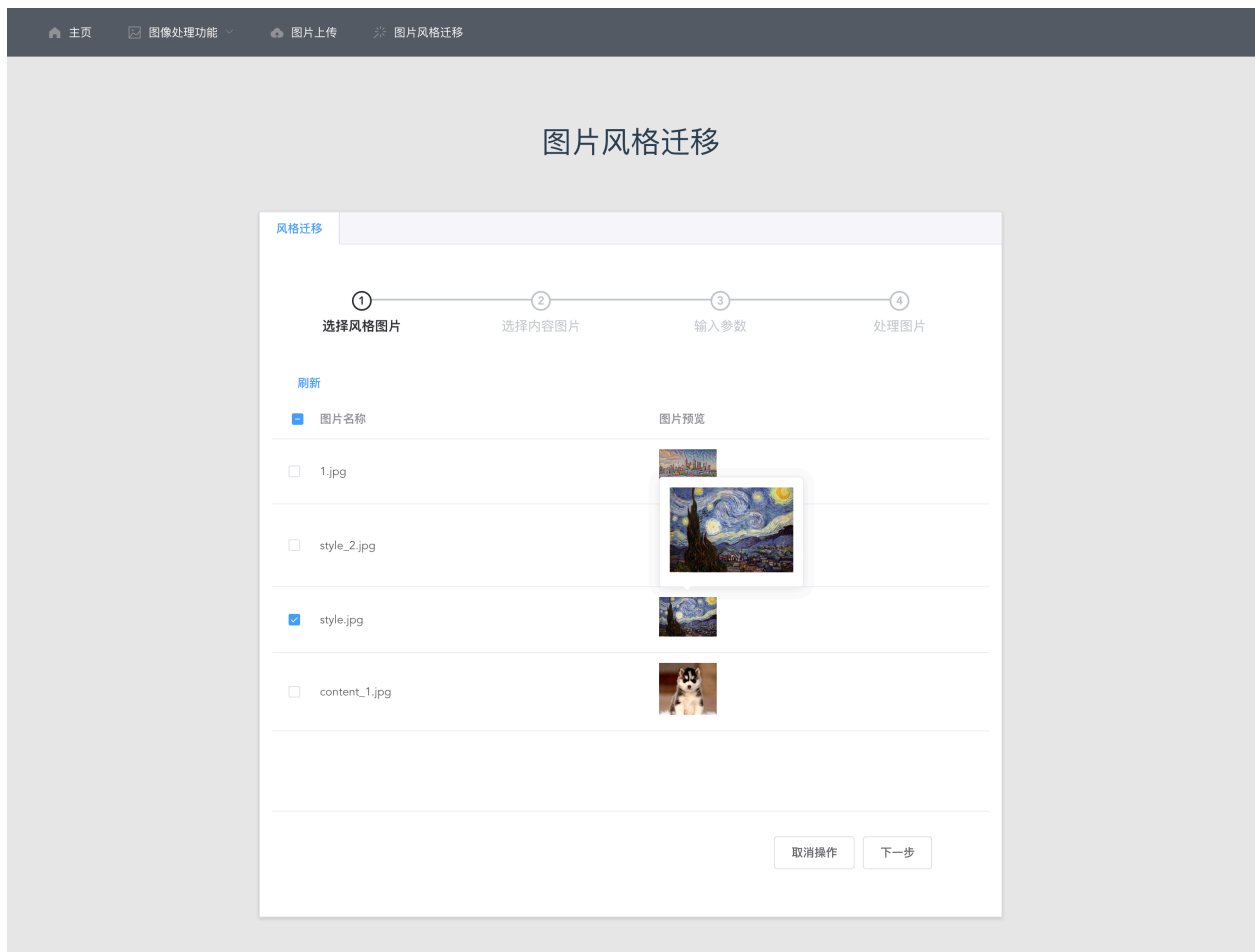 主页 图像处理功能 图片上传 图片风格迁移
图片风格迁移
风格迁移
1 2 3 4
选择风格图片 选择内容图片 输入参数 处理图片
刷新
图片名称 图片预览
1.jpg
style_2.jpg
style.jpg
content_1.jpg
取消操作 下一步